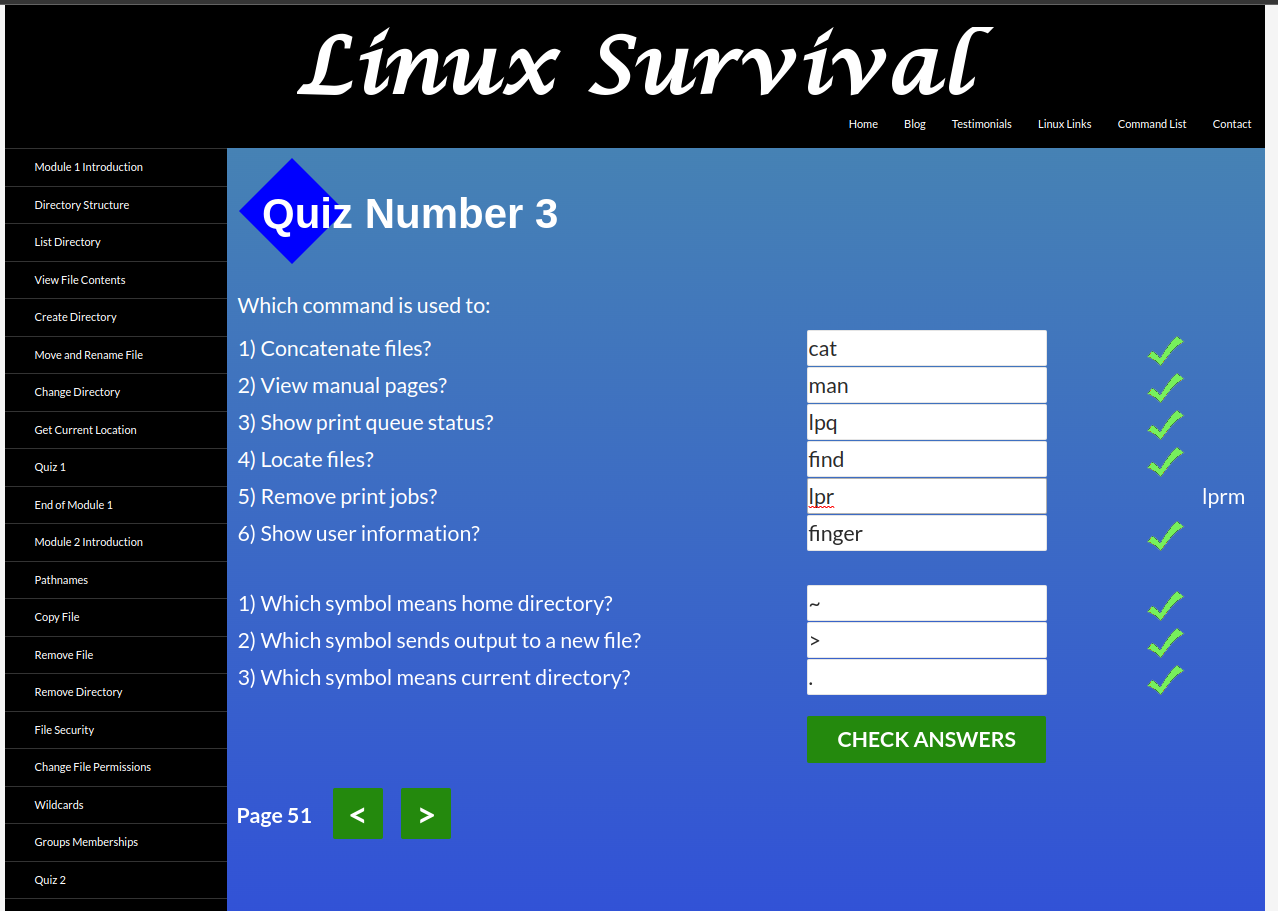 Linux Survival
Home Blog Testimonials Linux Links Command List Contact
Module 1 Introduction
Directory Structure
List Directory
View File Contents
Create Directory
Move and Rename File
Change Directory
Get Current Location
Quiz 1
End of Module 1
Module 2 Introduction
Pathnames
Copy File
Remove File
Remove Directory
File Security
Change File Permissions
Wildcards
Groups Memberships
Quiz 2
Quiz Number 3
Which command is used to:
1) Concatenate files? cat
2) View manual pages? man
3) Show print queue status? lpq
4) Locate files? find
5) Remove print jobs? lpr lprm
6) Show user information? finger
1) Which symbol means home directory? ~
2) Which symbol sends output to a new file? >
3) Which symbol means current directory? .
CHECK ANSWERS
Page 51 < >